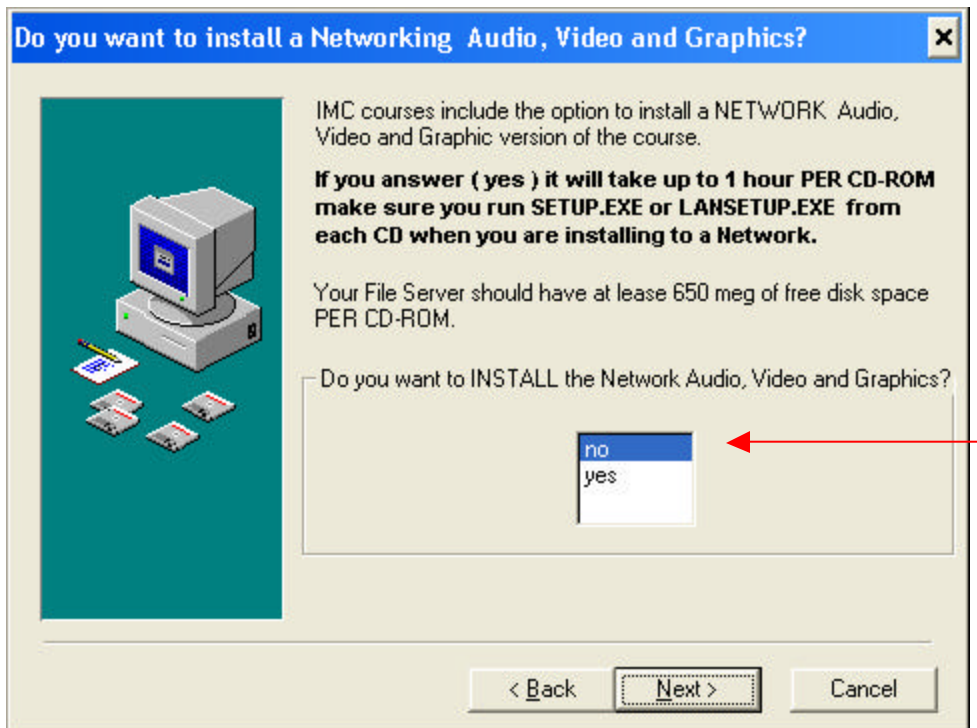 Do you want to install a Networking Audio, Video and Graphics?
IMC courses include the option to install a NETWORK Audio,
Video and Graphic version of the course.
If you answer ( yes ) it will take up to 1 hour PER CD-ROM
make sure you run SETUP.EXE or LANSETUP.EXE from
each CD when you are installing to a Network.
Your File Server should have at lease 650 meg of free disk space
PER CD-ROM.
Do you want to INSTALL the Network Audio, Video and Graphics?
no
yes
< Back Next > Cancel